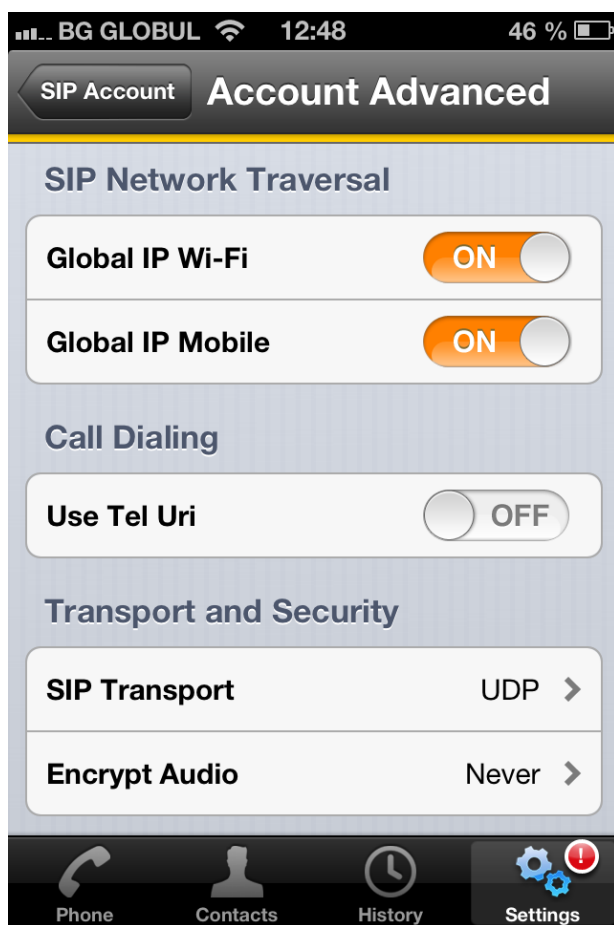 BG GLOBUL 12:48 46 %
SIP Account Account Advanced
SIP Network Traversal
Global IP Wi-Fi ON
Global IP Mobile ON
Call Dialing
Use Tel Uri OFF
Transport and Security
SIP Transport UDP
Encrypt Audio Never
Phone Contacts History Settings